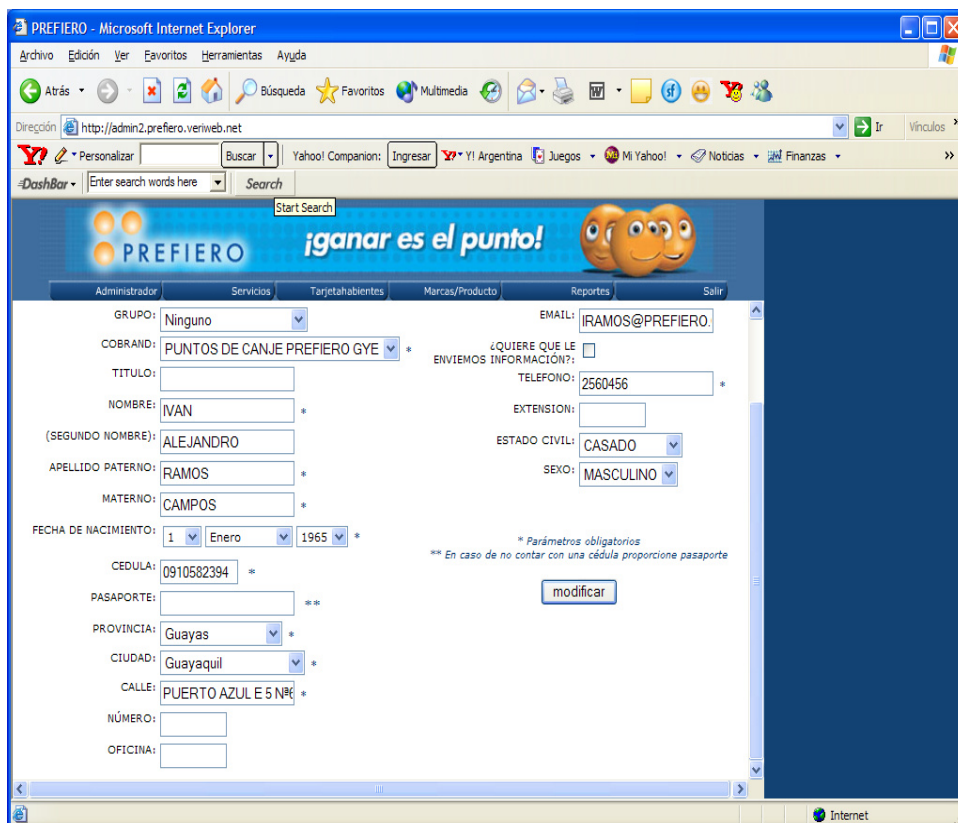 PREFIERO - Microsoft Internet Explorer
Archivo Edición Ver Favoritos Herramientas Ayuda
Atrás Búsqueda Favoritos Multimedia
Dirección http://admin2.prefiero.veriweb.net Ir Vínculos »
Y! Personalizar Buscar Yahoo! Companion: Ingresar Y! Y! Argentina Juegos Mi Yahoo! Noticias Finanzas »
DashBar Enter search words here Search
Start Search
PREFIERO ¡ganar es el punto!
Administrador Servicios Tarjetahabientes Marcas/Producto Reportes Salir
GRUPO: Ninguno
COBRAND: PUNTOS DE CANJE PREFIERO GYE *
TITULO:
NOMBRE: IVAN *
(SEGUNDO NOMBRE): ALEJANDRO
APELLIDO PATERNO: RAMOS *
MATERNO: CAMPOS *
FECHA DE NACIMIENTO: 1 Enero 1965 *
CEDULA: 0910582394 *
PASAPORTE: **
PROVINCIA: Guayas *
CIUDAD: Guayaquil *
CALLE: PUERTO AZUL E 5 Nª6 *
NÚMERO:
OFICINA:
EMAIL: IRAMOS@PREFIERO.
¿QUIERE QUE LE
ENVIEMOS INFORMACIÓN?:
TELEFONO: 2560456 *
EXTENSION:
ESTADO CIVIL: CASADO
SEXO: MASCULINO
* Parámetros obligatorios
** En caso de no contar con una cédula proporcione pasaporte
modificar
Internet